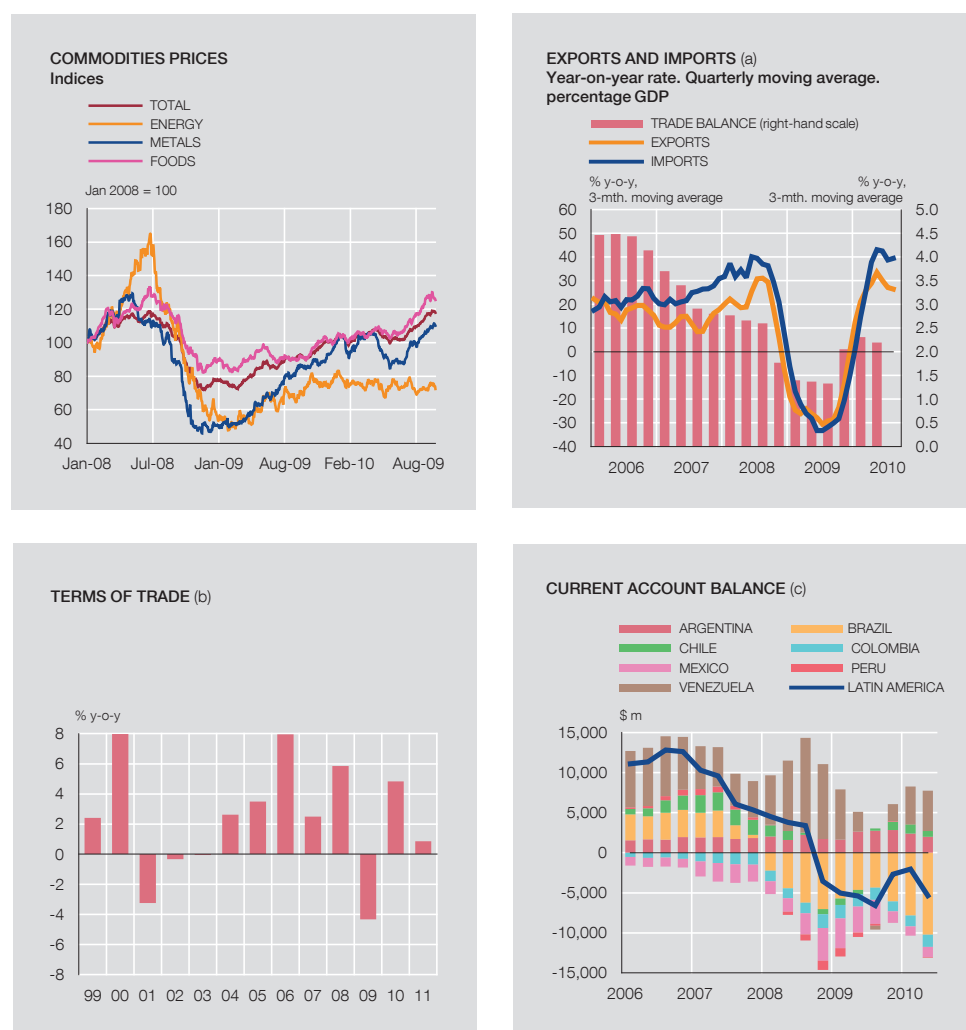 COMMODITIES PRICES
Indices
TOTAL
ENERGY
METALS
FOODS
Jan 2008 = 100
180
160
140
120
100
80
60
40
Jan-08 Jul-08 Jan-09 Aug-09 Feb-10 Aug-09
EXPORTS AND IMPORTS (a)
Year-on-year rate. Quarterly moving average.
percentage GDP
TRADE BALANCE (right-hand scale)
EXPORTS
IMPORTS
% y-o-y, % y-o-y,
3-mth. moving average 3-mth. moving average
60 5.0
50 4.5
40 4.0
30 3.5
20 3.0
10 2.5
0 2.0
-10 1.5
-20 1.0
-30 0.5
-40 0.0
2006 2007 2008 2009 2010
TERMS OF TRADE (b)
% y-o-y
8
6
4
2
0
-2
-4
-6
-8
99 00 01 02 03 04 05 06 07 08 09 10 11
CURRENT ACCOUNT BALANCE (c)
ARGENTINA BRAZIL
CHILE COLOMBIA
MEXICO PERU
VENEZUELA LATIN AMERICA
$ m
15,000
10,000
5,000
0
-5,000
-10,000
-15,000
2006 2007 2008 2009 2010